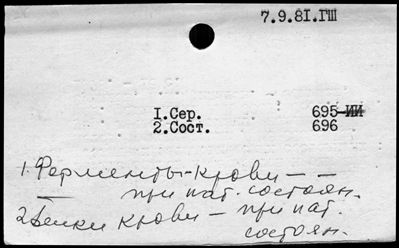 7.9.81.ГШ
I.Сер. 695-ИИ
2.Сост. 696
1. Ферменты крови - -
при пат. состоян.
2. Белки крови - при пат.
состоян.